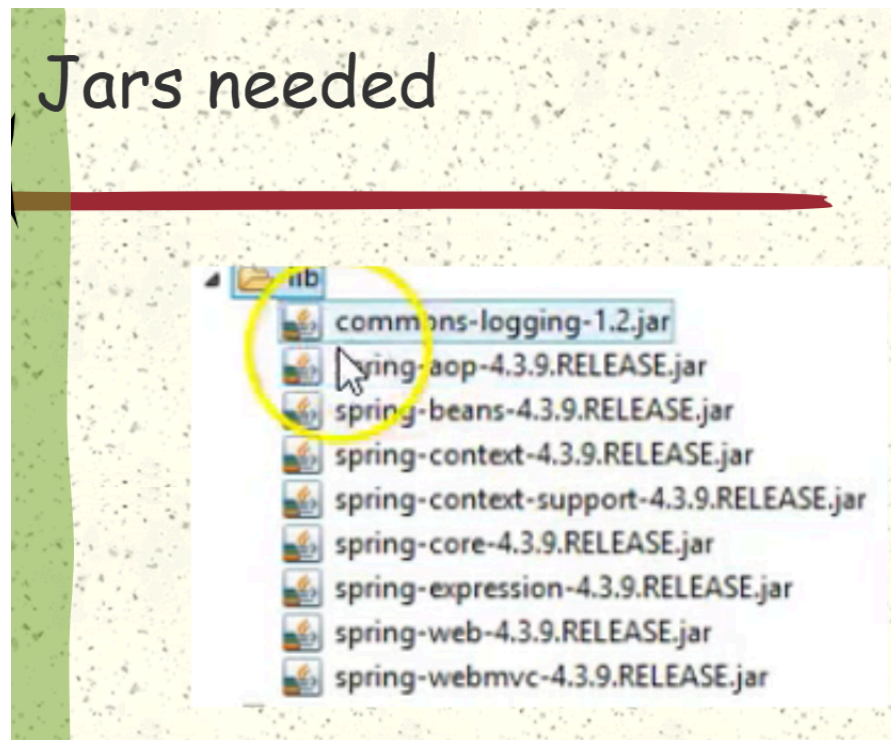 Jars needed
lib
commons-logging-1.2.jar
spring-aop-4.3.9.RELEASE.jar
spring-beans-4.3.9.RELEASE.jar
spring-context-4.3.9.RELEASE.jar
spring-context-support-4.3.9.RELEASE.jar
spring-core-4.3.9.RELEASE.jar
spring-expression-4.3.9.RELEASE.jar
spring-web-4.3.9.RELEASE.jar
spring-webmvc-4.3.9.RELEASE.jar